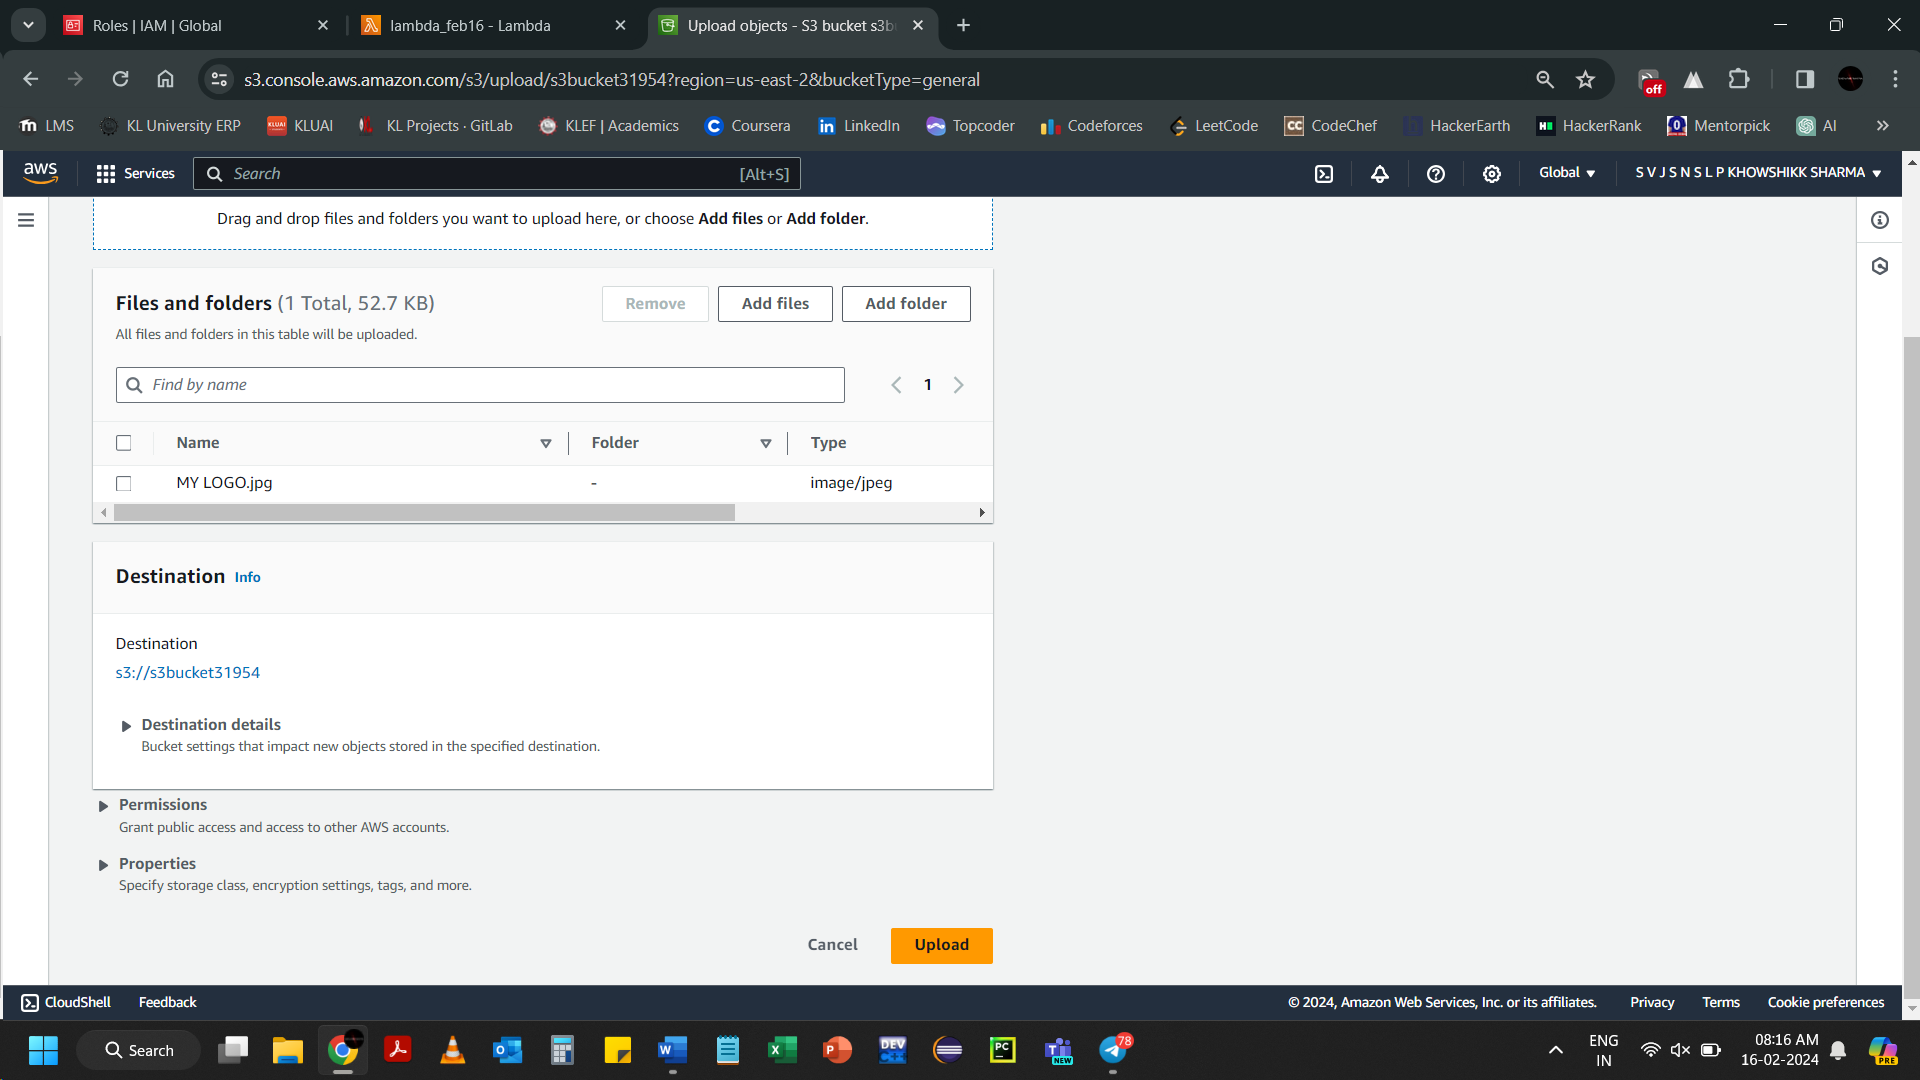 Roles | IAM | Global
lambda_feb16 - Lambda
Upload objects - S3 bucket s3b
s3.console.aws.amazon.com/s3/upload/s3bucket31954?region=us-east-2&bucketType=general
off
LMS
KL University ERP
KLUAI
KL Projects · GitLab
KLEF | Academics
Coursera
LinkedIn
Topcoder
Codeforces
LeetCode
CodeChef
HackerEarth
HackerRank
Mentorpick
AI
aws
Services
Search
[Alt+S]
Global
S V J S N S L P KHOWSHIKK SHARMA
Drag and drop files and folders you want to upload here, or choose Add files or Add folder.
Files and folders (1 Total, 52.7 KB)
Remove
Add files
Add folder
All files and folders in this table will be uploaded.
Find by name
1
Name
Folder
Type
MY LOGO.jpg
-
image/jpeg
Destination Info
Destination
s3://s3bucket31954
Destination details
Bucket settings that impact new objects stored in the specified destination.
Permissions
Grant public access and access to other AWS accounts.
Properties
Specify storage class, encryption settings, tags, and more.
Cancel
Upload
CloudShell
Feedback
© 2024, Amazon Web Services, Inc. or its affiliates.
Privacy
Terms
Cookie preferences
Search
DEV
PC
NEW
78
ENG
IN
08:16 AM
16-02-2024
PRE